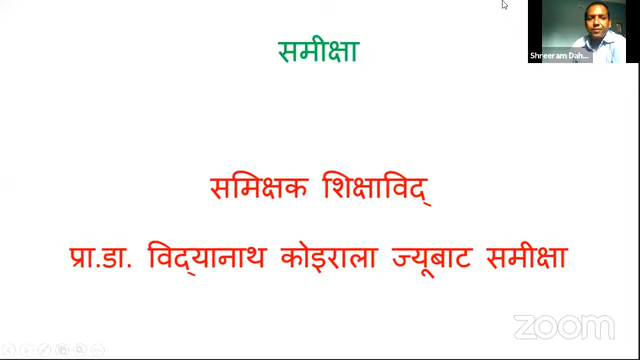 समीक्षा
Shreeram Dah...
समिक्षक शिक्षाविद्
प्रा.डा. विद्यानाथ कोइराला ज्यूबाट समीक्षा
zoom